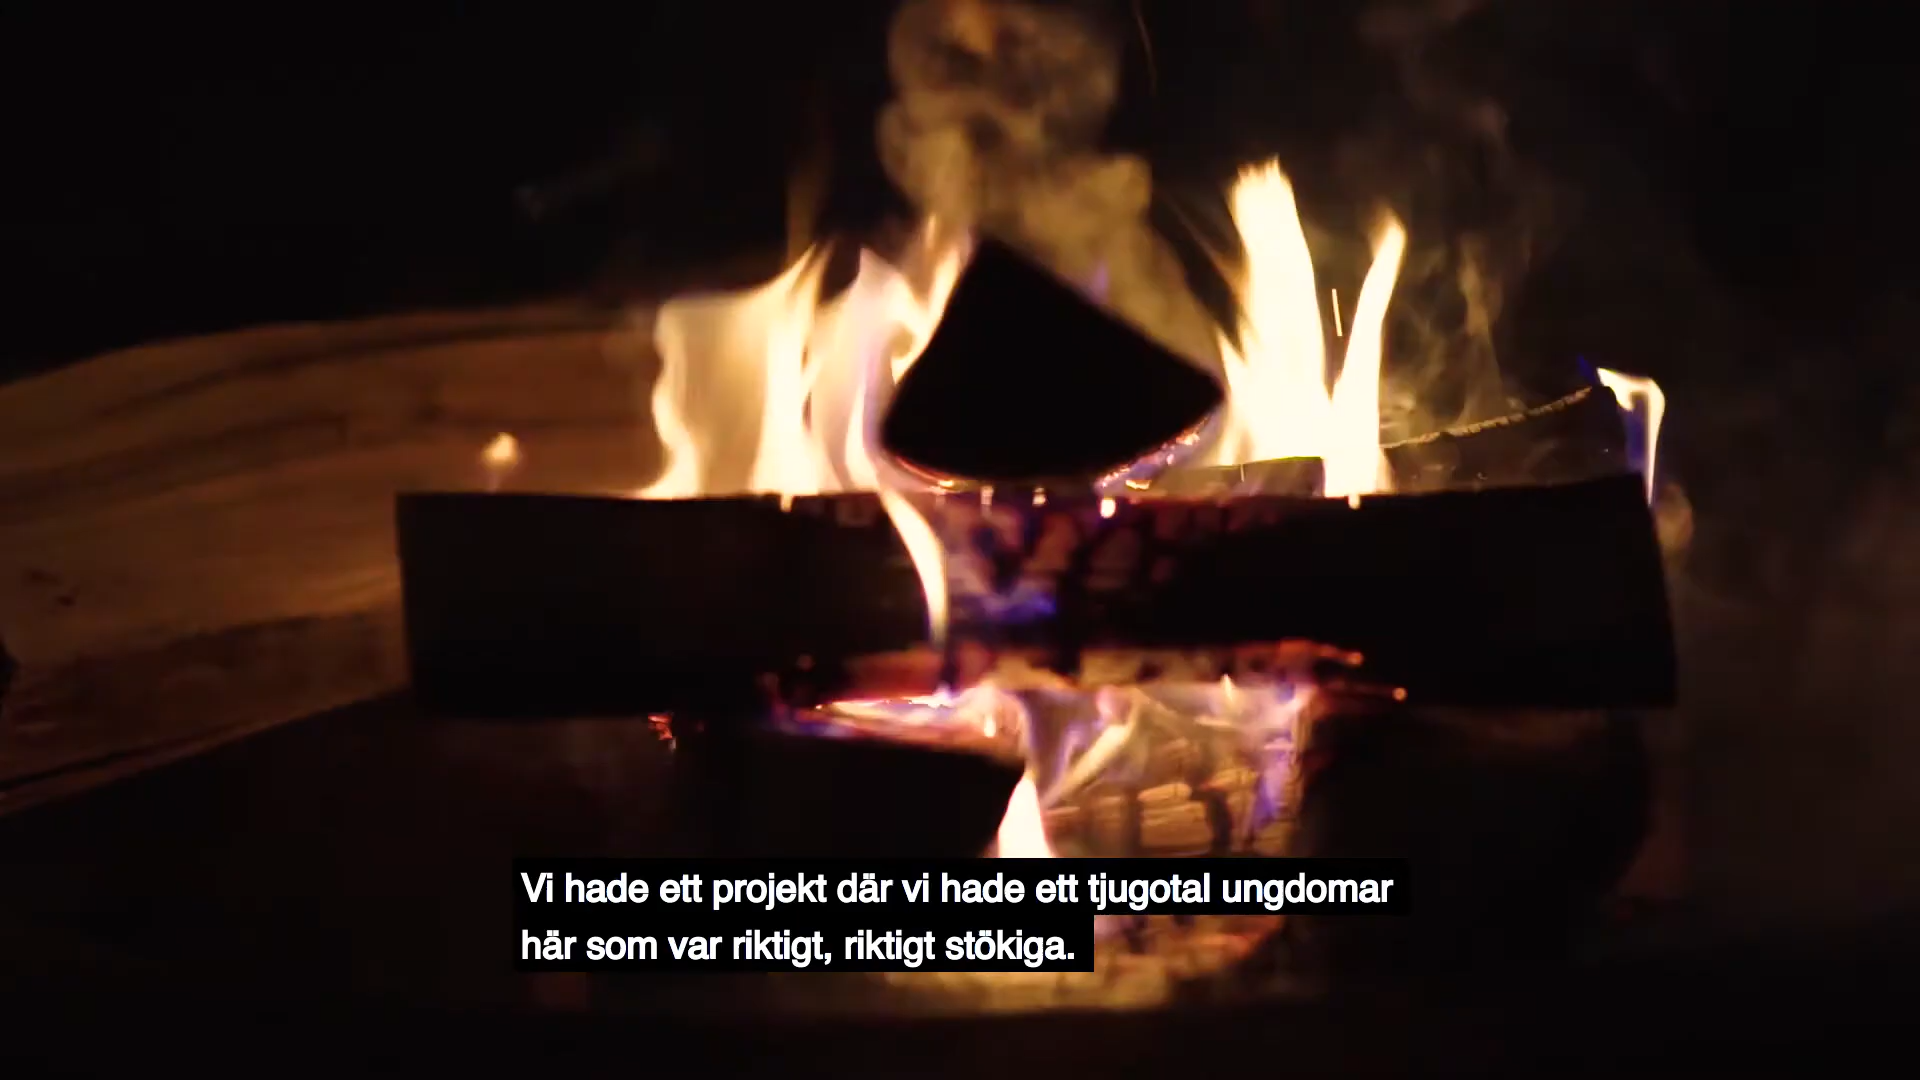 Vi hade ett projekt där vi hade ett tjugotal ungdomar
här som var riktigt, riktigt stökiga.